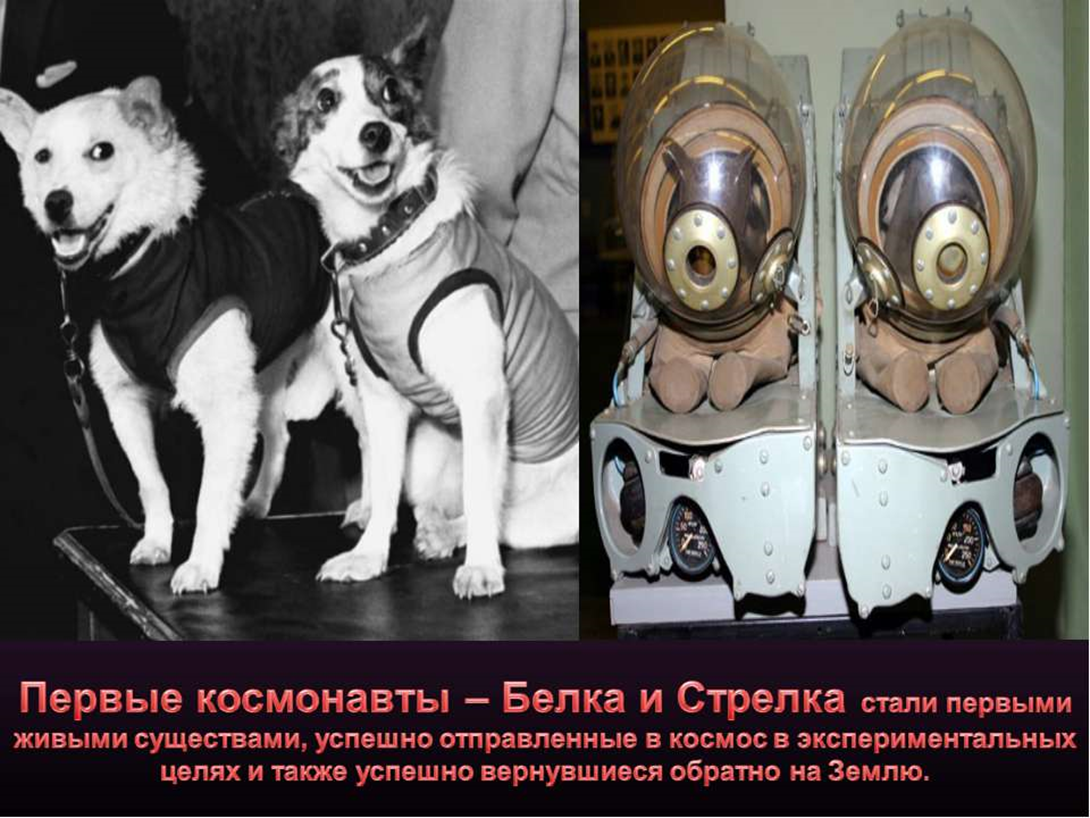 Первые космонавты – Белка и Стрелка стали первыми
живыми существами, успешно отправленные в космос в экспериментальных
целях и также успешно вернувшиеся обратно на Землю.